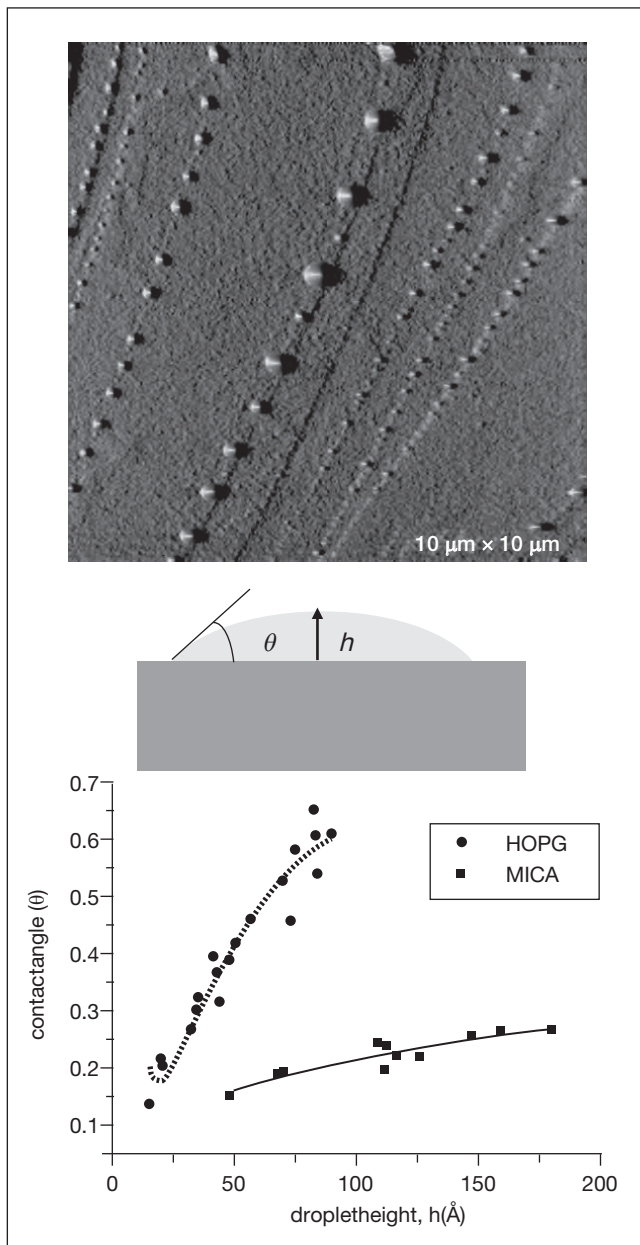 10 μm × 10 μm
θ
h
0.7
0.6
0.5
0.4
0.3
0.2
0.1
contactangle (θ)
HOPG
MICA
0
50
100
150
200
dropletheight, h(Å)